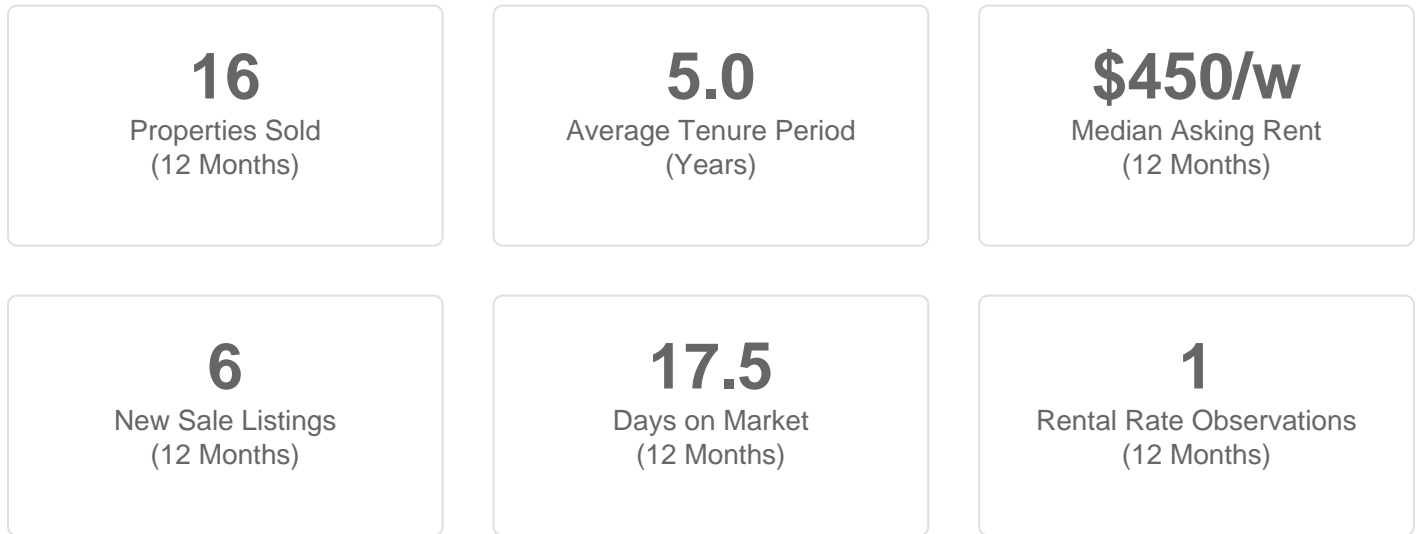 16
Properties Sold
(12 Months)
5.0
Average Tenure Period
(Years)
$450/w
Median Asking Rent
(12 Months)
6
New Sale Listings
(12 Months)
17.5
Days on Market
(12 Months)
1
Rental Rate Observations
(12 Months)